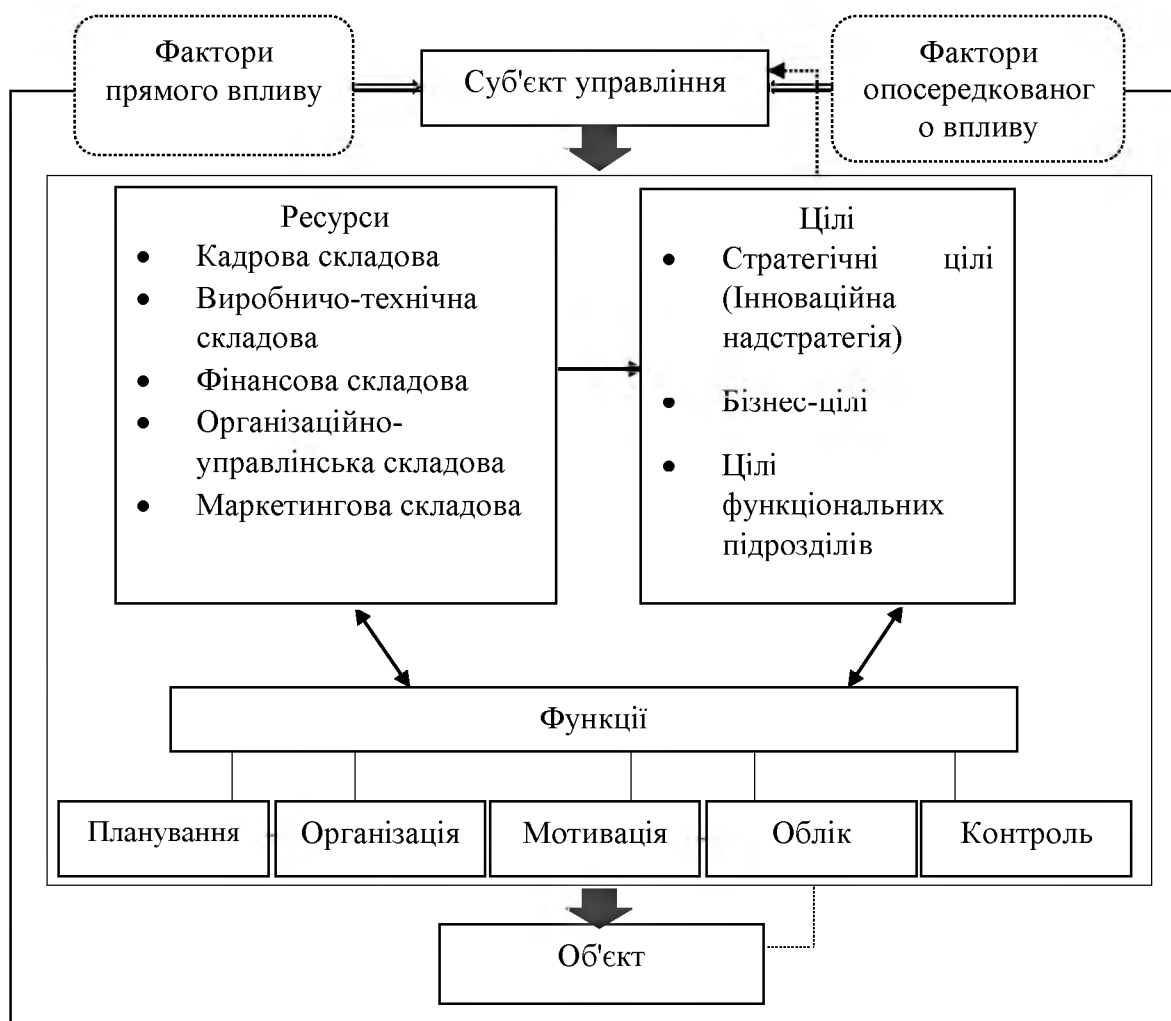 Фактори
прямого впливу
Суб'єкт управління
Фактори
опосередкованог
о впливу
Ресурси
• Кадрова складова
• Виробничо-технічна
складова
• Фінансова складова
• Організаційно-
управлінська складова
• Маркетингова складова
Цілі
• Стратегічні цілі
(Інноваційна
надстратегія)
• Бізнес-цілі
• Цілі
функціональних
підрозділів
Функції
Планування
Організація
Мотивація
Облік
Контроль
Об'єкт